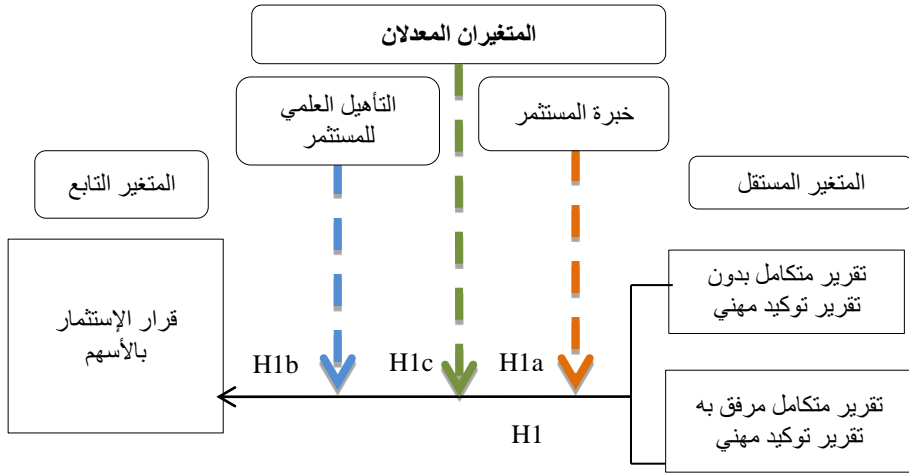 المتغيران المعدلان
خبرة المستثمر
التأهيل العلمي
للمستثمر
المتغير المستقل
المتغير التابع
تقرير متكامل بدون
تقرير توكيد مهني
قرار الإستثمار
بالأسهم
H1a
H1c
H1b
تقرير متكامل مرفق به
تقرير توكيد مهني
H1